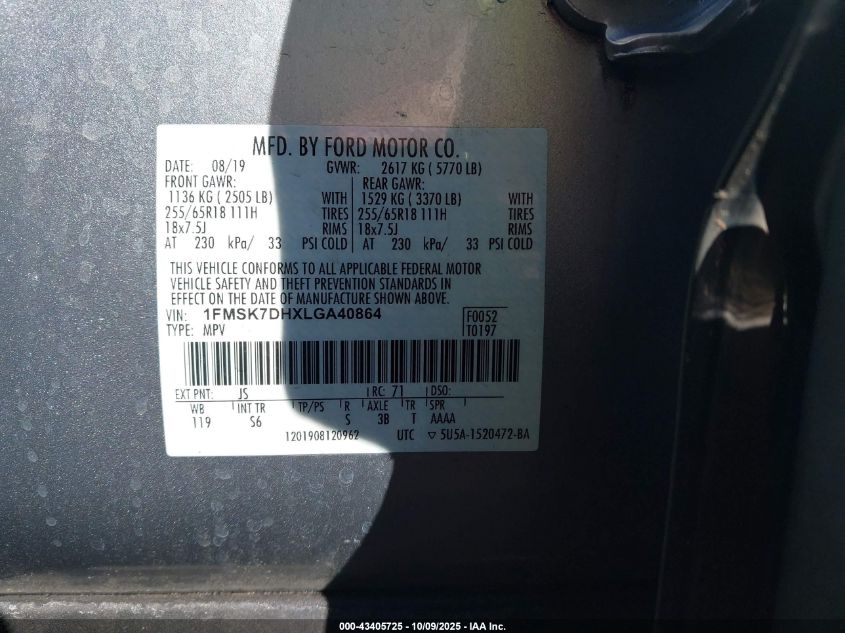 MFD. BY FORD MOTOR CO.
DATE: 08/19 GVWR: 2617 KG ( 5770 LB)
FRONT GAWR: REAR GAWR:
1136 KG ( 2505 LB) WITH 1529 KG ( 3370 LB) WITH
255/65R18 111H TIRES 255/65R18 111H TIRES
18x7.5J RIMS 18x7.5J RIMS
AT 230 kPa/ 33 PSI COLD AT 230 kPa/ 33 PSI COLD
THIS VEHICLE CONFORMS TO ALL APPLICABLE FEDERAL MOTOR
VEHICLE SAFETY AND THEFT PREVENTION STANDARDS IN
EFFECT ON THE DATE OF MANUFACTURE SHOWN ABOVE.
VIN: 1FMSK7DHXLGA40864 F0052
TYPE: MPV T0197
EXT PNT: JS RC: 71 DSO:
WB INT TR TP/PS R AXLE TR SPR
119 S6 S 3B T AAAA
1201908120962 UTC ▽ 5U5A-1520472-BA
000-43405725 - 10/09/2025 - IAA Inc.